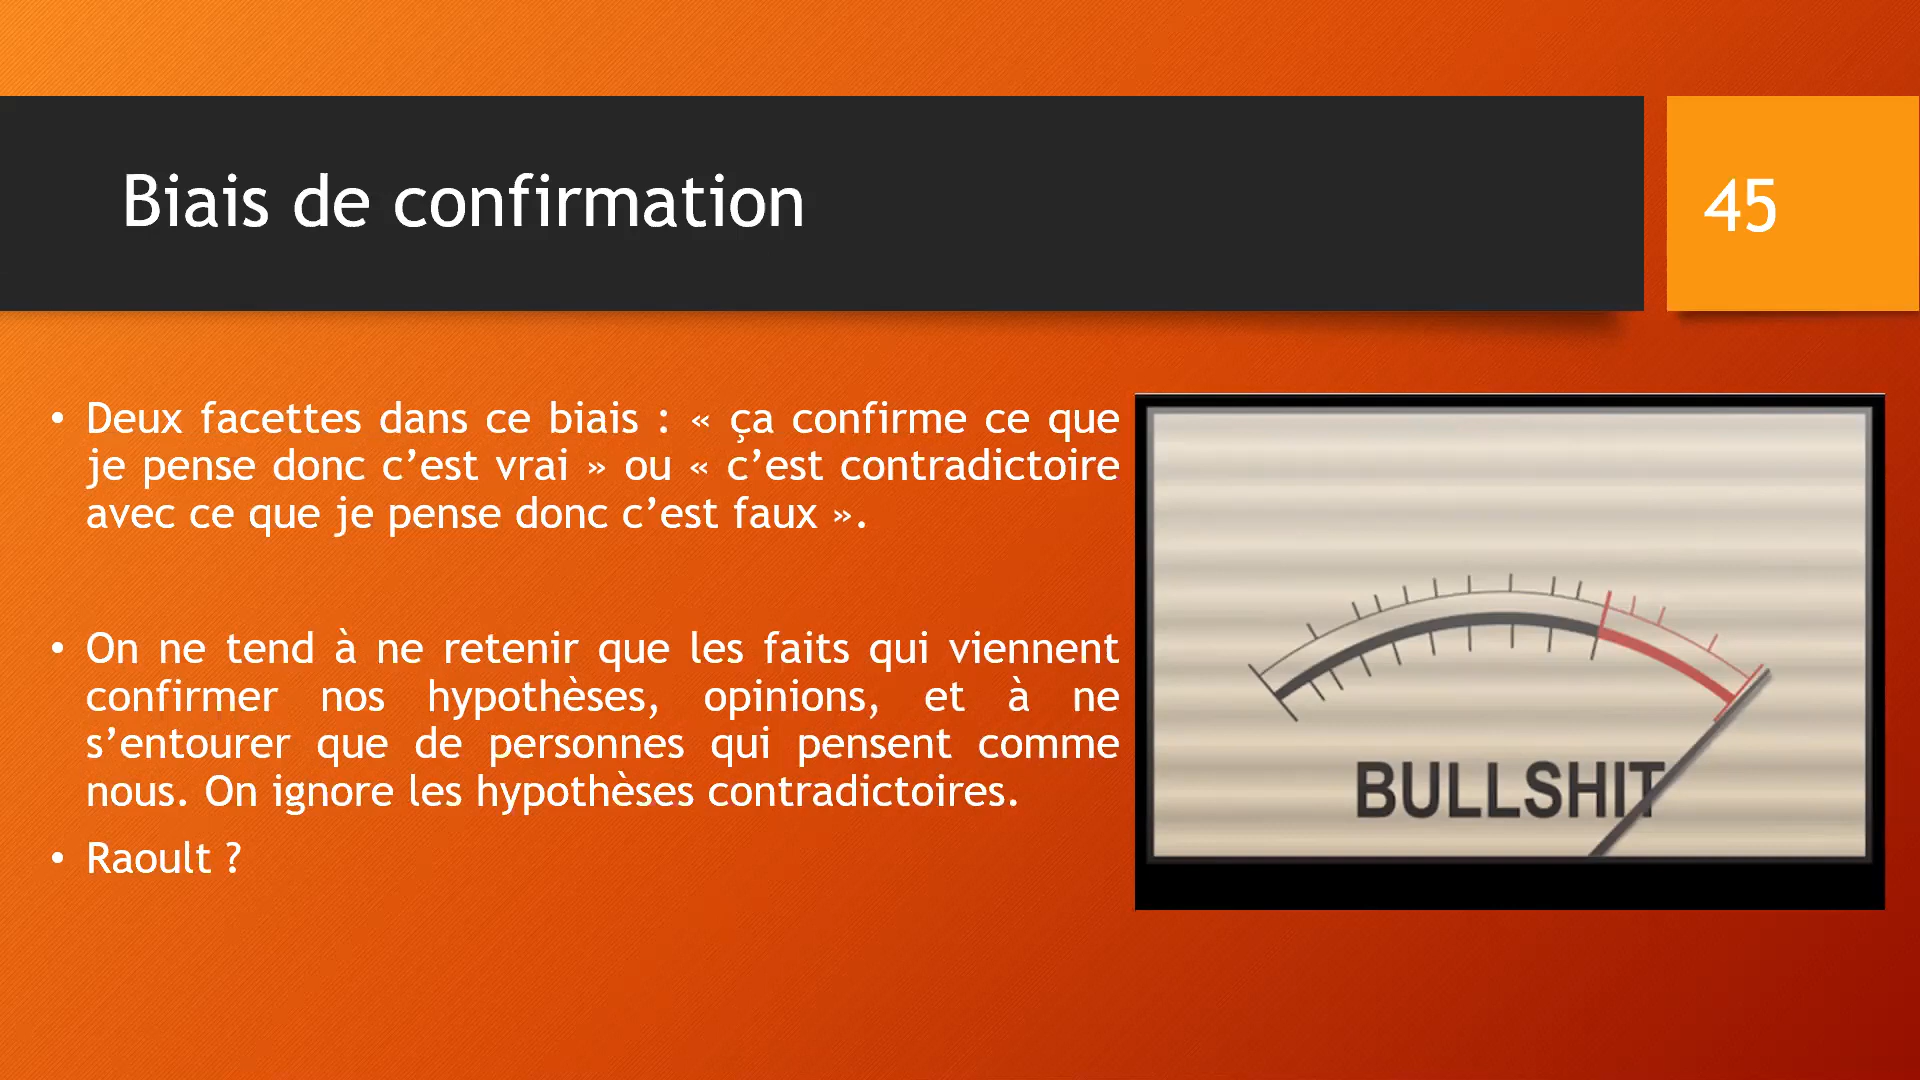 Biais de confirmation
45
• Deux facettes dans ce biais : « ça confirme ce que
je pense donc c’est vrai » ou « c’est contradictoire
avec ce que je pense donc c’est faux ».
• On ne tend à ne retenir que les faits qui viennent
confirmer nos hypothèses, opinions, et à ne
s’entourer que de personnes qui pensent comme
nous. On ignore les hypothèses contradictoires.
• Raoult ?
BULLSHIT